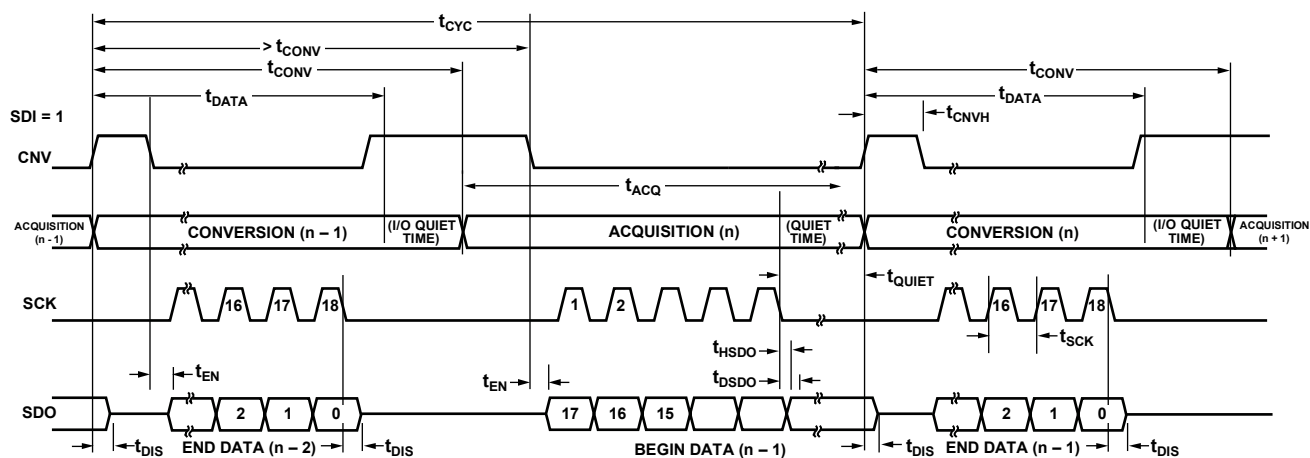 tCYC
> tCONV
tCONV
tCONV
tDATA
tDATA
SDI = 1
tCNVH
CNV
tACQ
ACQUISITION
(n - 1)
CONVERSION (n – 1)
(I/O QUIET
TIME)
ACQUISITION (n)
(QUIET
TIME)
CONVERSION (n)
(I/O QUIET
TIME)
ACQUISITION
(n + 1)
tQUIET
SCK
16
17
18
1
2
16
17
18
tSCK
tHSDO
tEN
tEN
tDSDO
SDO
2
1
0
17
16
15
2
1
0
tDIS
END DATA (n – 2)
tDIS
BEGIN DATA (n – 1)
tDIS
END DATA (n – 1)
tDIS